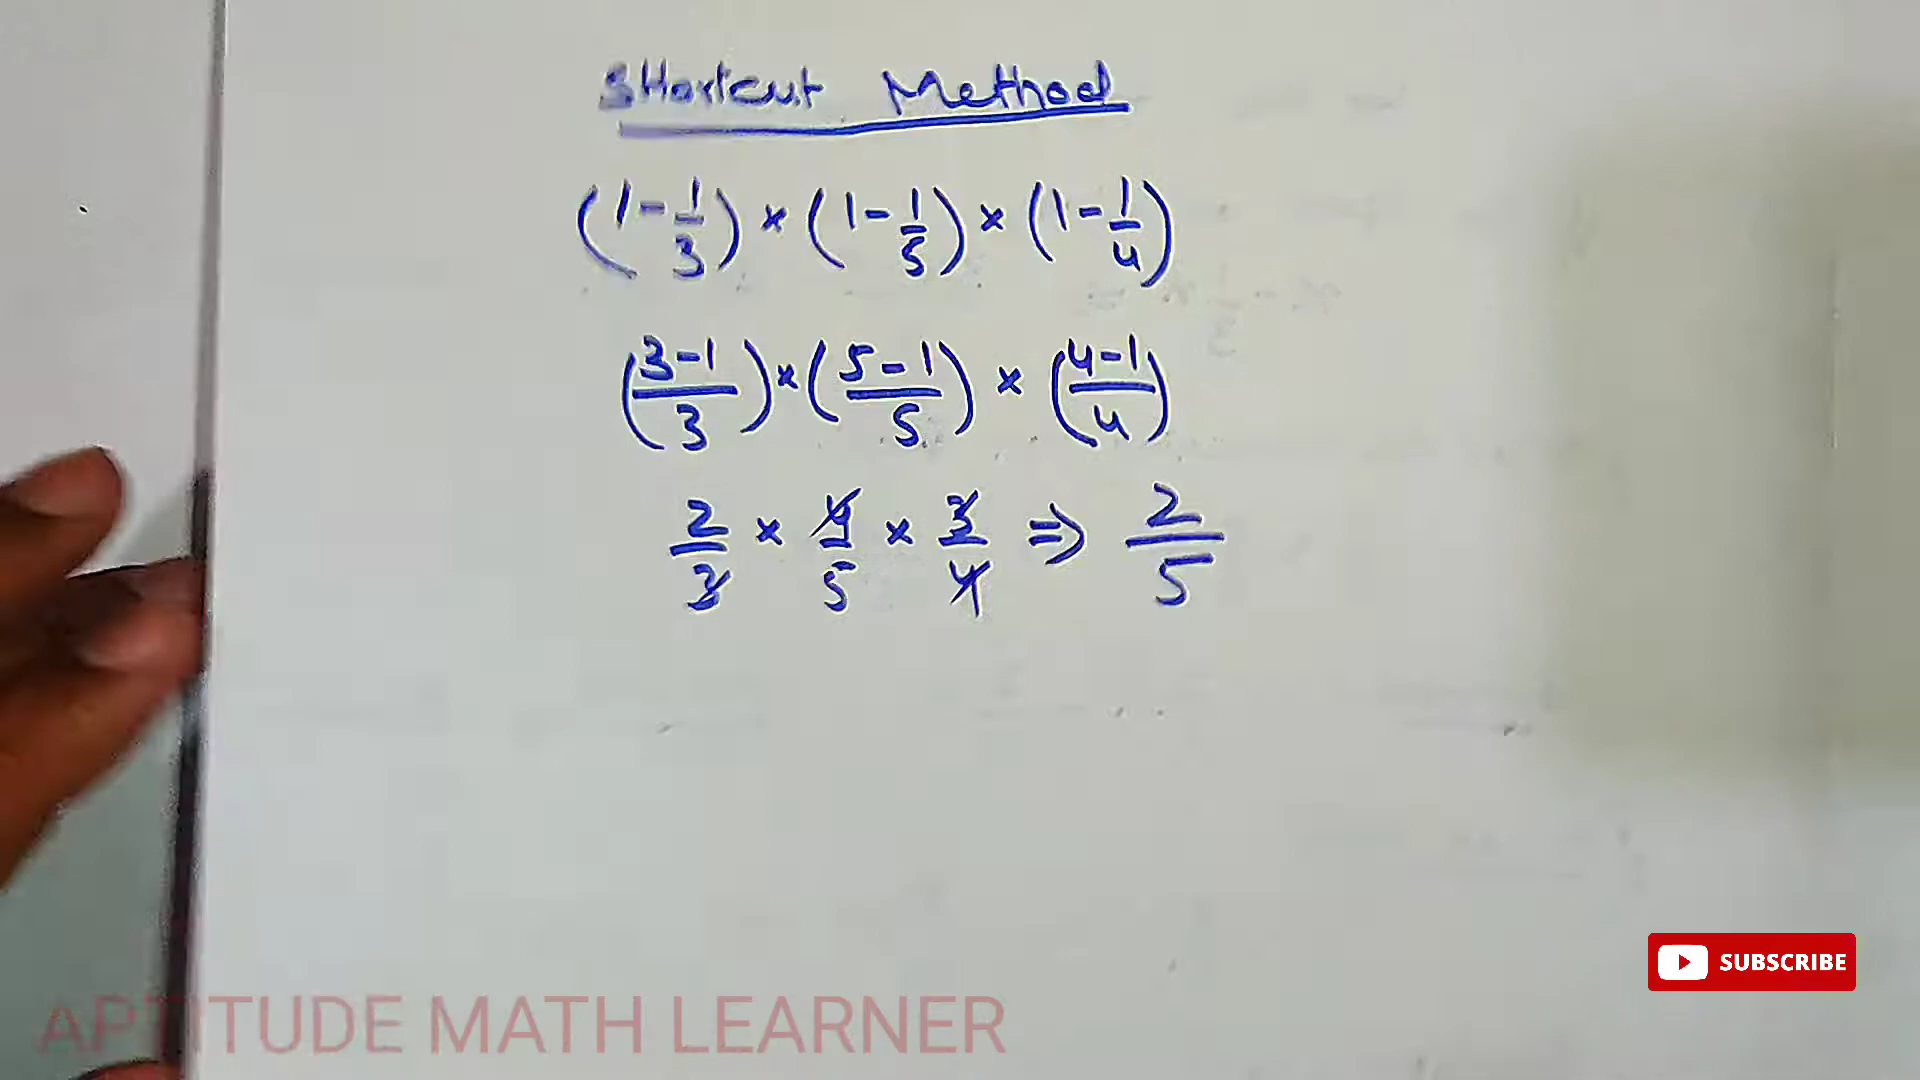 Shortcut Method
(1 - 1/3) × (1 - 1/5) × (1 - 1/4)
(3-1/3) × (5-1/5) × (4-1/4)
2/3 × 4/5 × 3/4 ⇒ 2/5
SUBSCRIBE
APTITUDE MATH LEARNER